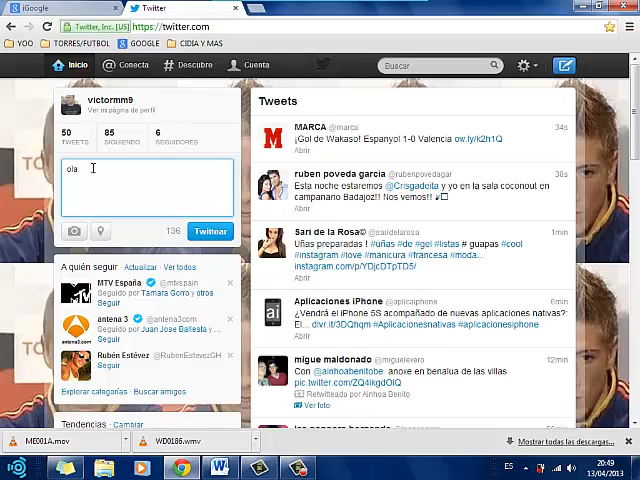 iGoogle
Twitter
Twitter, Inc. [US] https://twitter.com
YOO TORRES/FUTBOL GOOGLE CIDIA Y MAS
Inicio Conecta Descubre Cuenta Buscar
victormm9
Ver mi página de perfil
50 85 6
TWEETS SIGUIENDO SEGUIDORES
ola
136 Twittear
A quién seguir · Actualizar · Ver todos
MTV España @mtvspain
Seguido por Tamara Gorro y otros
Seguir
antena 3 @antena3com
Seguido por Juan Jose Ballesta ...
Seguir
Rubén Estévez @RubenEstevezGH
Seguir
Explorar categorías · Buscar amigos
Tendencias · Cambiar
Tweets
MARCA @marca 34s
¡Gol de Wakaso! Espanyol 1-0 Valencia ow.ly/k2h1Q
Abrir
ruben poveda garcia @rubenpovedagar 38s
Esta noche estaremos @Crisgadeita y yo en la sala coconout en
campanario Badajoz!! Nos vemos!!
Abrir
Sari de la Rosa© @saridelarosa 1min
Uñas preparadas ! #uñas #de #gel #listas # guapas #cool
#instagram #love #manicura #francesa #moda...
instagram.com/p/YDjcDTpTD5/
Abrir
Aplicaciones iPhone @aplicaiphone 6min
¿Vendrá el iPhone 5S acompañado de nuevas aplicaciones nativas?:
El... dlvr.it/3DQhqm #Aplicacionesnativas #aplicacionesiphone
Abrir
migue maldonado @miguelexero 12min
Con @ainhoabenitobe anoxe en benalua de las villas
pic.twitter.com/ZQ4ikgdOIQ
Retwitteado por Ainhoa Benito
Ver foto
ME001A.mov WD0186.wmv Mostrar todas las descargas...
ES 20:49
13/04/2013